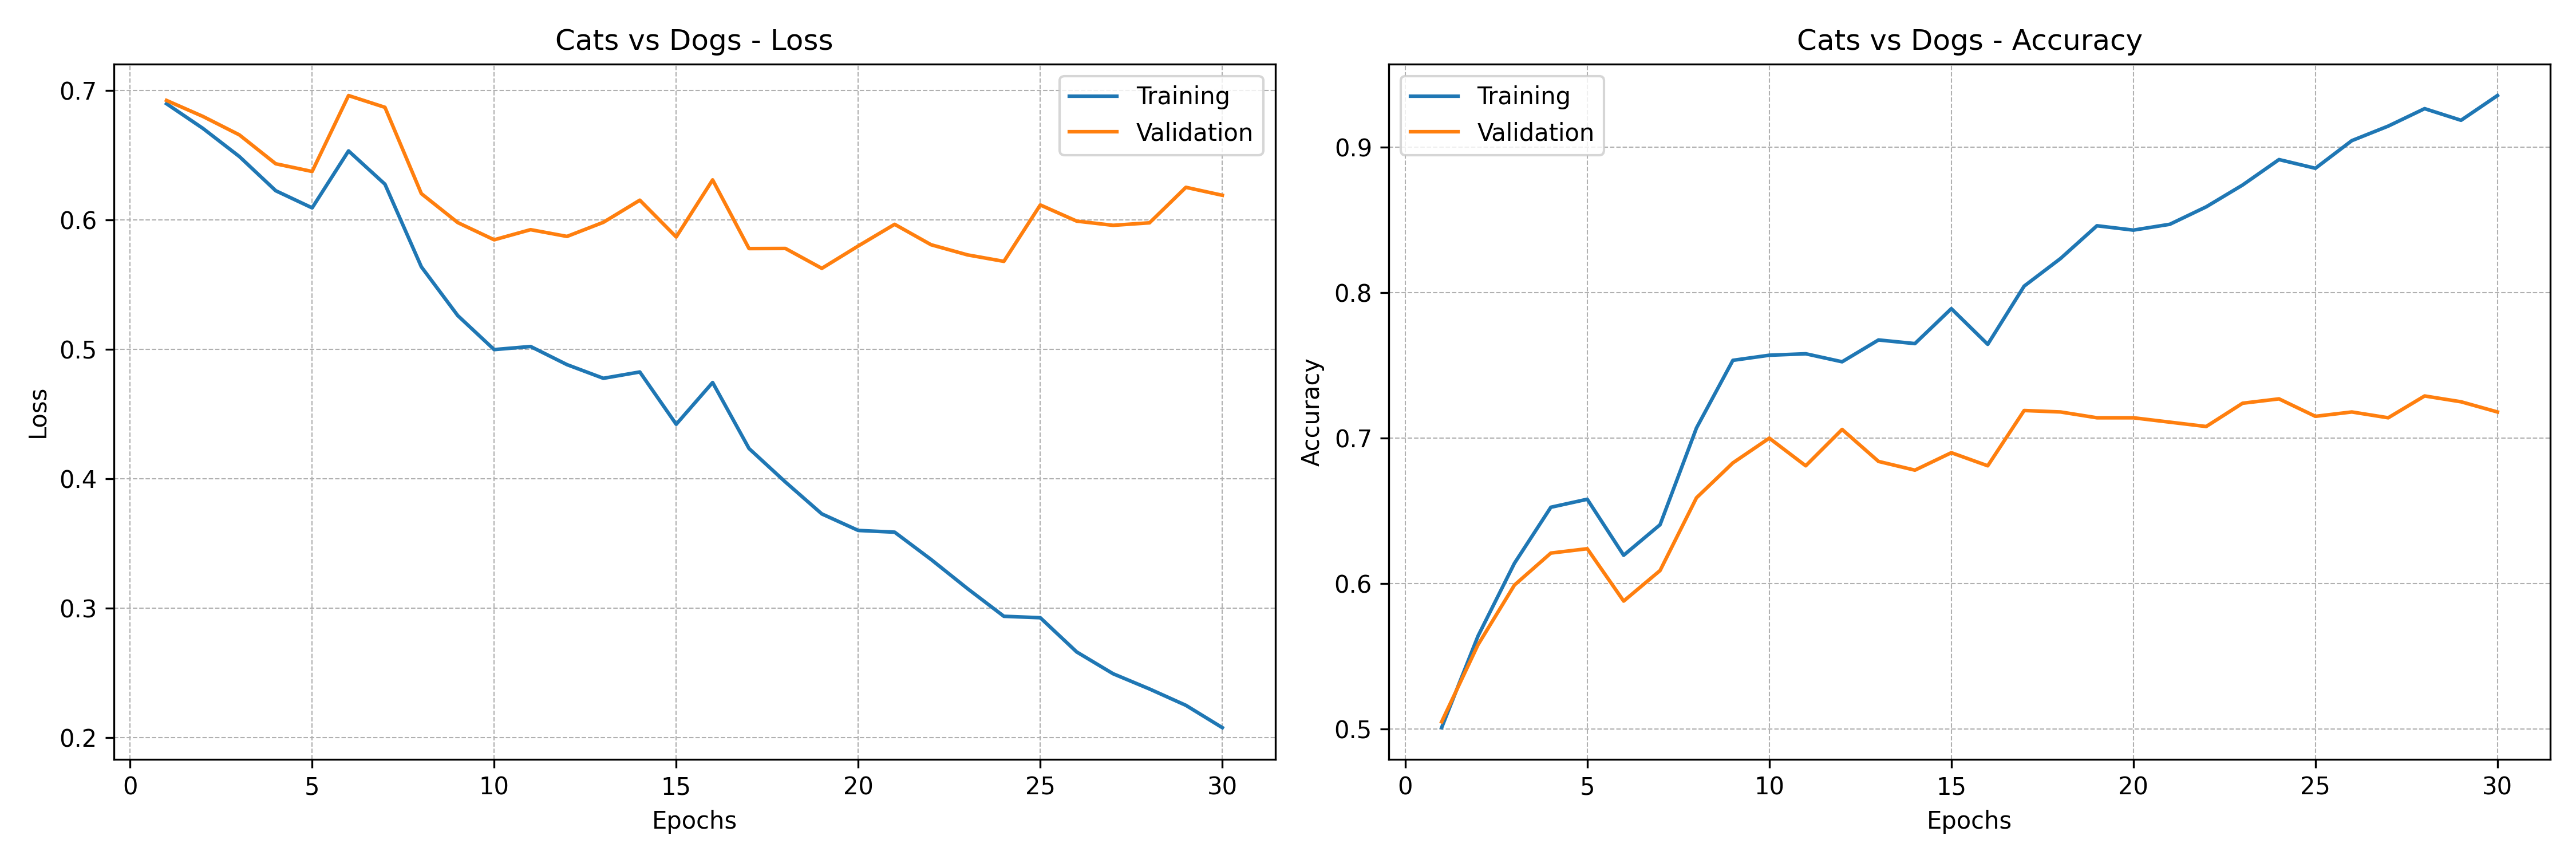 Cats vs Dogs - Loss
Training
Validation
0.7
0.6
0.5
0.4
0.3
0.2
Loss
0 5 10 15 20 25 30
Epochs
Cats vs Dogs - Accuracy
Training
Validation
0.9
0.8
0.7
0.6
0.5
Accuracy
0 5 10 15 20 25 30
Epochs